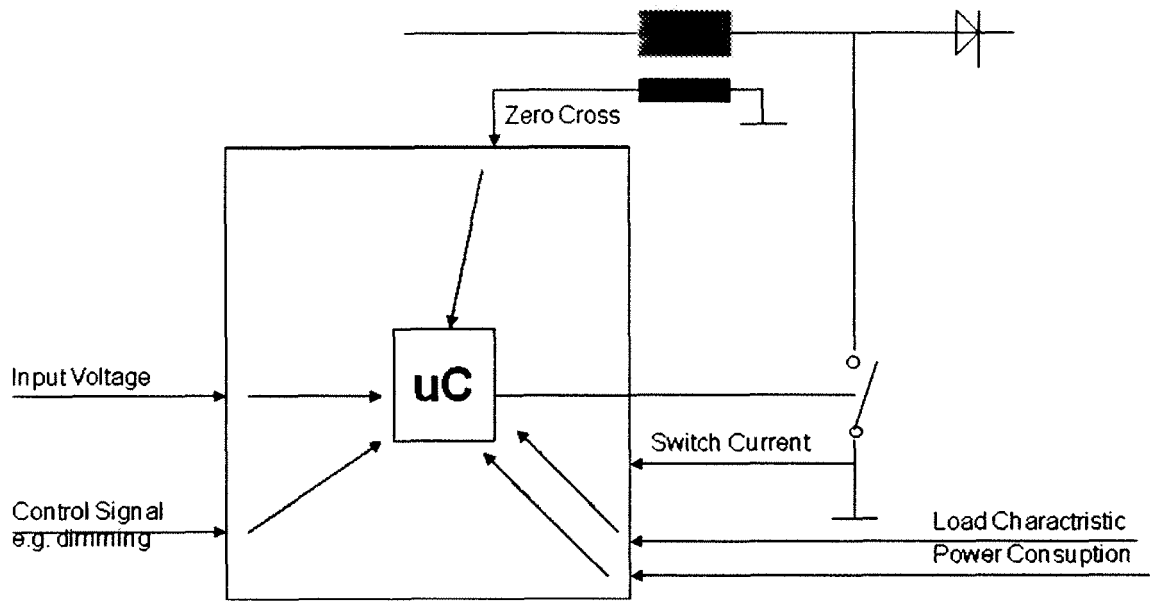 Zero Cross
Input Voltage
uC
Switch Current
Control Signal
e.g. dimming
Load Charactristic
Power Consuption